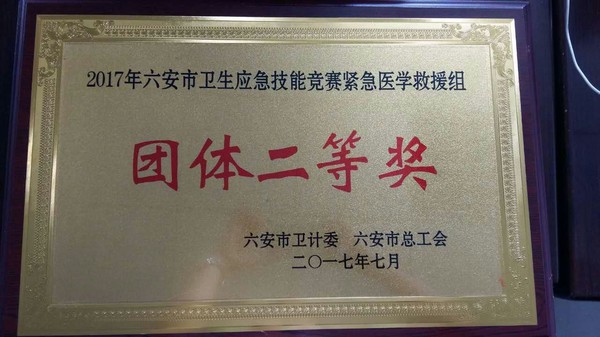 2017年六安市卫生应急技能竞赛紧急医学救援组
团体二等奖
六安市卫计委 六安市总工会
二〇一七年七月